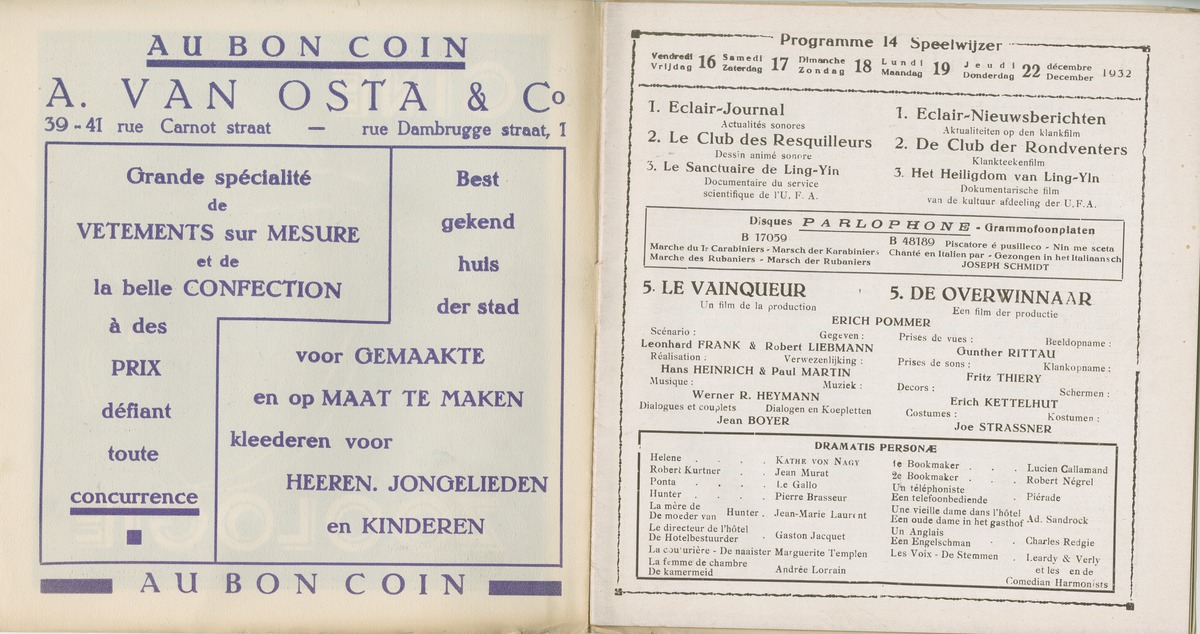 AU BON COIN
A. VAN OSTA & Co
39-41 rue Carnot straat — rue Dambrugge straat, 1
Grande spécialité
de
VETEMENTS sur MESURE
et de
la belle CONFECTION
à des
PRIX
défiant
toute
concurrence
Best
gekend
huis
der stad
voor GEMAAKTE
en op MAAT TE MAKEN
kleederen voor
HEEREN. JONGELIEDEN
en KINDEREN
AU BON COIN
Programme 14 Speelwijzer
Vendredi Vrijdag 16 Samedi Zaterdag 17 Dimanche Zondag 18 Lundi Maandag 19 Jeudi Donderdag 22 décembre December 1932
1. Eclair-Journal
Actualités sonores
2. Le Club des Resquilleurs
Dessin animé sonore
3. Le Sanctuaire de Ling-Yin
Documentaire du service
scientifique de l'U. F. A.
1. Eclair-Nieuwsberichten
Aktualiteiten op den klankfilm
2. De Club der Rondventers
Klankteekenfilm
3. Het Heiligdom van Ling-Yin
Dokumentarische film
van de kultuur afdeeling der U.F.A.
Disques PARLOPHONE - Grammofoonplaten
B 17059
Marche du Ir Carabiniers - Marsch der Karabiniers
Marche des Rubaniers - Marsch der Rubaniers
B 48189 Piscatore é pusilleco - Nin me sceta
Chanté en Italien par - Gezongen in het Italiaansch
JOSEPH SCHMIDT
5. LE VAINQUEUR
Un film de la production
5. DE OVERWINNAAR
Een film der productie
ERICH POMMER
Scénario : Gegeven :
Leonhard FRANK & Robert LIEBMANN
Réalisation : Verwezenlijking :
Hans HEINRICH & Paul MARTIN
Musique : Muziek :
Werner R. HEYMANN
Dialogues et couplets Dialogen en Koepletten
Jean BOYER
Prises de vues : Beeldopname :
Gunther RITTAU
Prises de sons : Klankopname :
Fritz THIERY
Decors : Schermen :
Erich KETTELHUT
Costumes : Kostumen :
Joe STRASSNER
DRAMATIS PERSONÆ
Helene . . . . Kathe von Nagy
Robert Kurtner . . Jean Murat
Ponta . . . . Le Gallo
Hunter . . . . Pierre Brasseur
La mère de
De moeder van Hunter . Jean-Marie Laurent
Le directeur de l'hôtel
De Hotelbestuurder . Gaston Jacquet
La couturière - De naaister Marguerite Templen
La femme de chambre
De kamermeid Andrée Lorrain
1e Bookmaker . . . Lucien Callamand
2e Bookmaker . . . Robert Négrel
Un téléphoniste
Een telefoonbediende . Piérade
Une vieille dame dans l'hôtel
Een oude dame in het gasthof Ad. Sandrock
Un Anglais
Een Engelschman . . Charles Redgie
Les Voix - De Stemmen . Leardy & Verly
et les en de
Comedian Harmonists